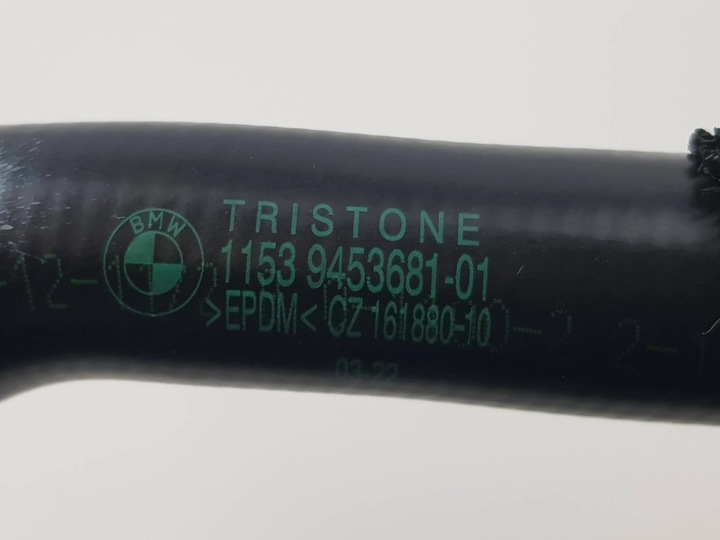 BMW
TRISTONE
1153 9453681-01
>EPDM< CZ 161880-10
03-22